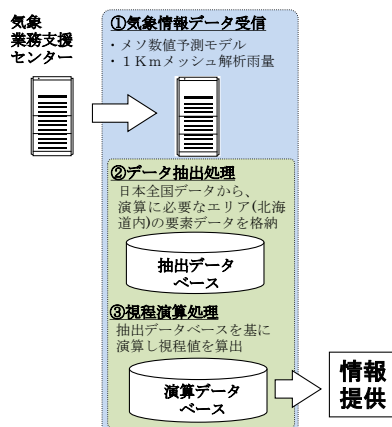 気象
業務支援
センター
①気象情報データ受信
・メソ数値予測モデル
・１Ｋｍメッシュ解析雨量
②データ抽出処理
日本全国データから、
演算に必要なエリア(北海
道内)の要素データを格納
抽出データ
ベース
③視程演算処理
抽出データベースを基に
演算し視程値を算出
演算データ
ベース
情報
提供